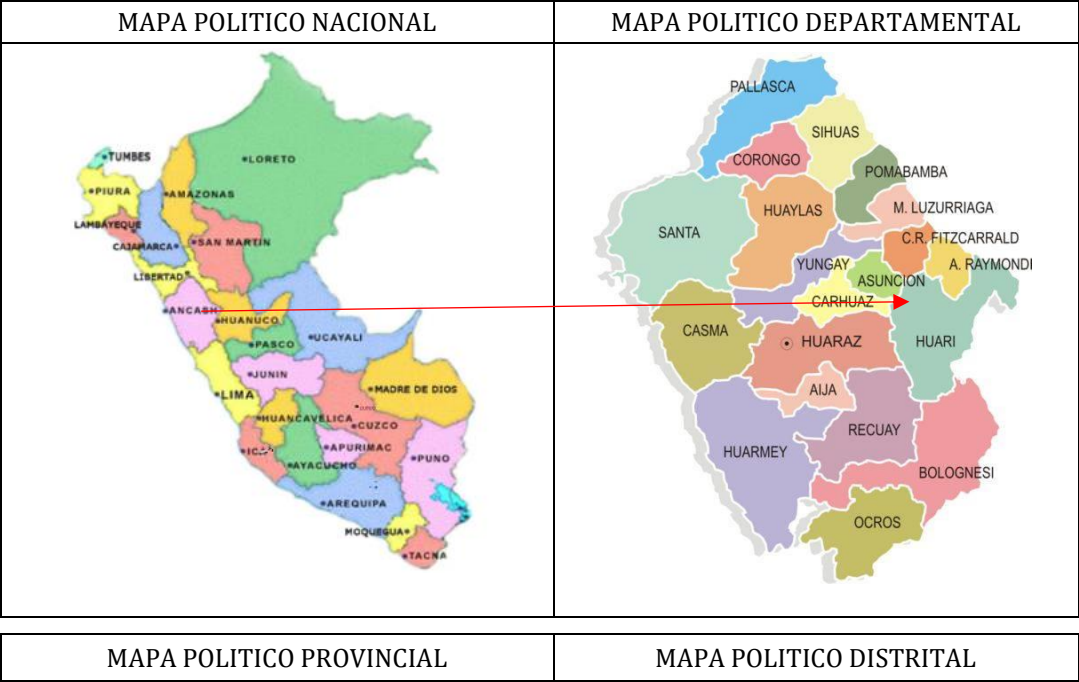 MAPA POLITICO NACIONAL
MAPA POLITICO DEPARTAMENTAL
TUMBES
LORETO
PIURA
AMAZONAS
LAMBAYEQUE
CAJAMARCA
SAN MARTIN
LIBERTAD
ANCASH
HUANUCO
PASCO
UCAYALI
JUNIN
LIMA
MADRE DE DIOS
HUANCAVELICA
CUZCO
APURIMAC
AYACUCHO
PUNO
AREQUIPA
MOQUEGUA
TACNA
PALLASCA
SIHUAS
CORONGO
POMABAMBA
HUAYLAS
M. LUZURRIAGA
SANTA
C.R. FITZCARRALD
YUNGAY
A. RAYMONDI
ASUNCION
CARHUAZ
CASMA
HUARAZ
HUARI
AIJA
RECUAY
HUARMEY
BOLOGNESI
OCROS
MAPA POLITICO PROVINCIAL
MAPA POLITICO DISTRITAL